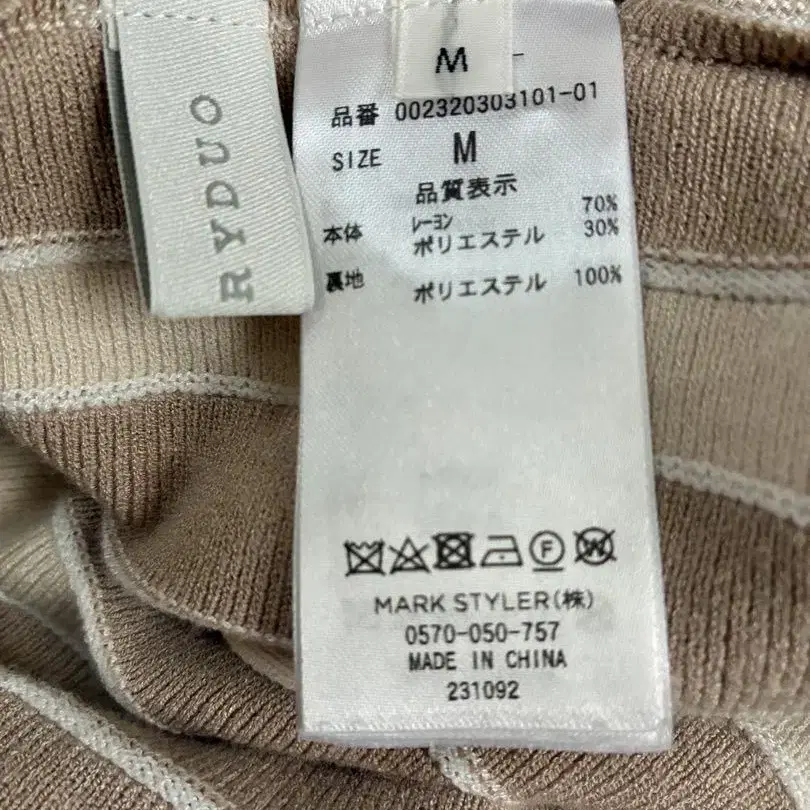 RYDUO
M
品番 002320303101-01
SIZE M
品質表示
本体 レーヨン 70%
ポリエステル 30%
裏地 ポリエステル 100%
F W
MARK STYLER(株)
0570-050-757
MADE IN CHINA
231092